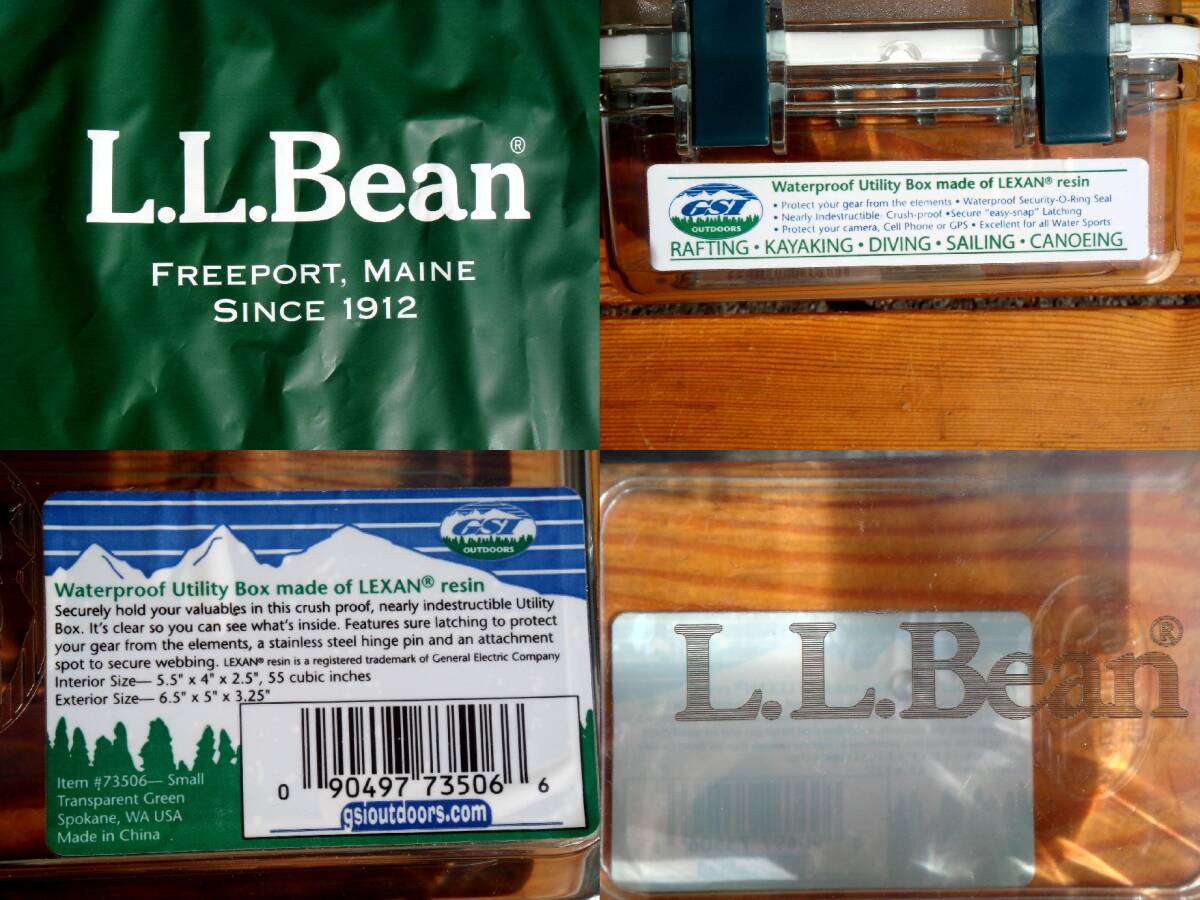 L.L.Bean®
FREEPORT, MAINE
SINCE 1912
GSI
OUTDOORS
Waterproof Utility Box made of LEXAN® resin
• Protect your gear from the elements • Waterproof Security-O-Ring Seal
• Nearly Indestructible- Crush-proof •Secure "easy-snap" Latching
• Protect your camera, Cell Phone or GPS • Excellent for all Water Sports
RAFTING • KAYAKING • DIVING • SAILING • CANOEING
GSI
OUTDOORS
Waterproof Utility Box made of LEXAN® resin
Securely hold your valuables in this crush proof, nearly indestructible Utility
Box. It's clear so you can see what's inside. Features sure latching to protect
your gear from the elements, a stainless steel hinge pin and an attachment
spot to secure webbing. LEXAN® resin is a registered trademark of General Electric Company
Interior Size— 5.5" x 4" x 2.5", 55 cubic inches
Exterior Size— 6.5" x 5" x 3.25"
Item #73506— Small
Transparent Green
Spokane, WA USA
Made in China
0 90497 73506 6
gsioutdoors.com
L.L.Bean®